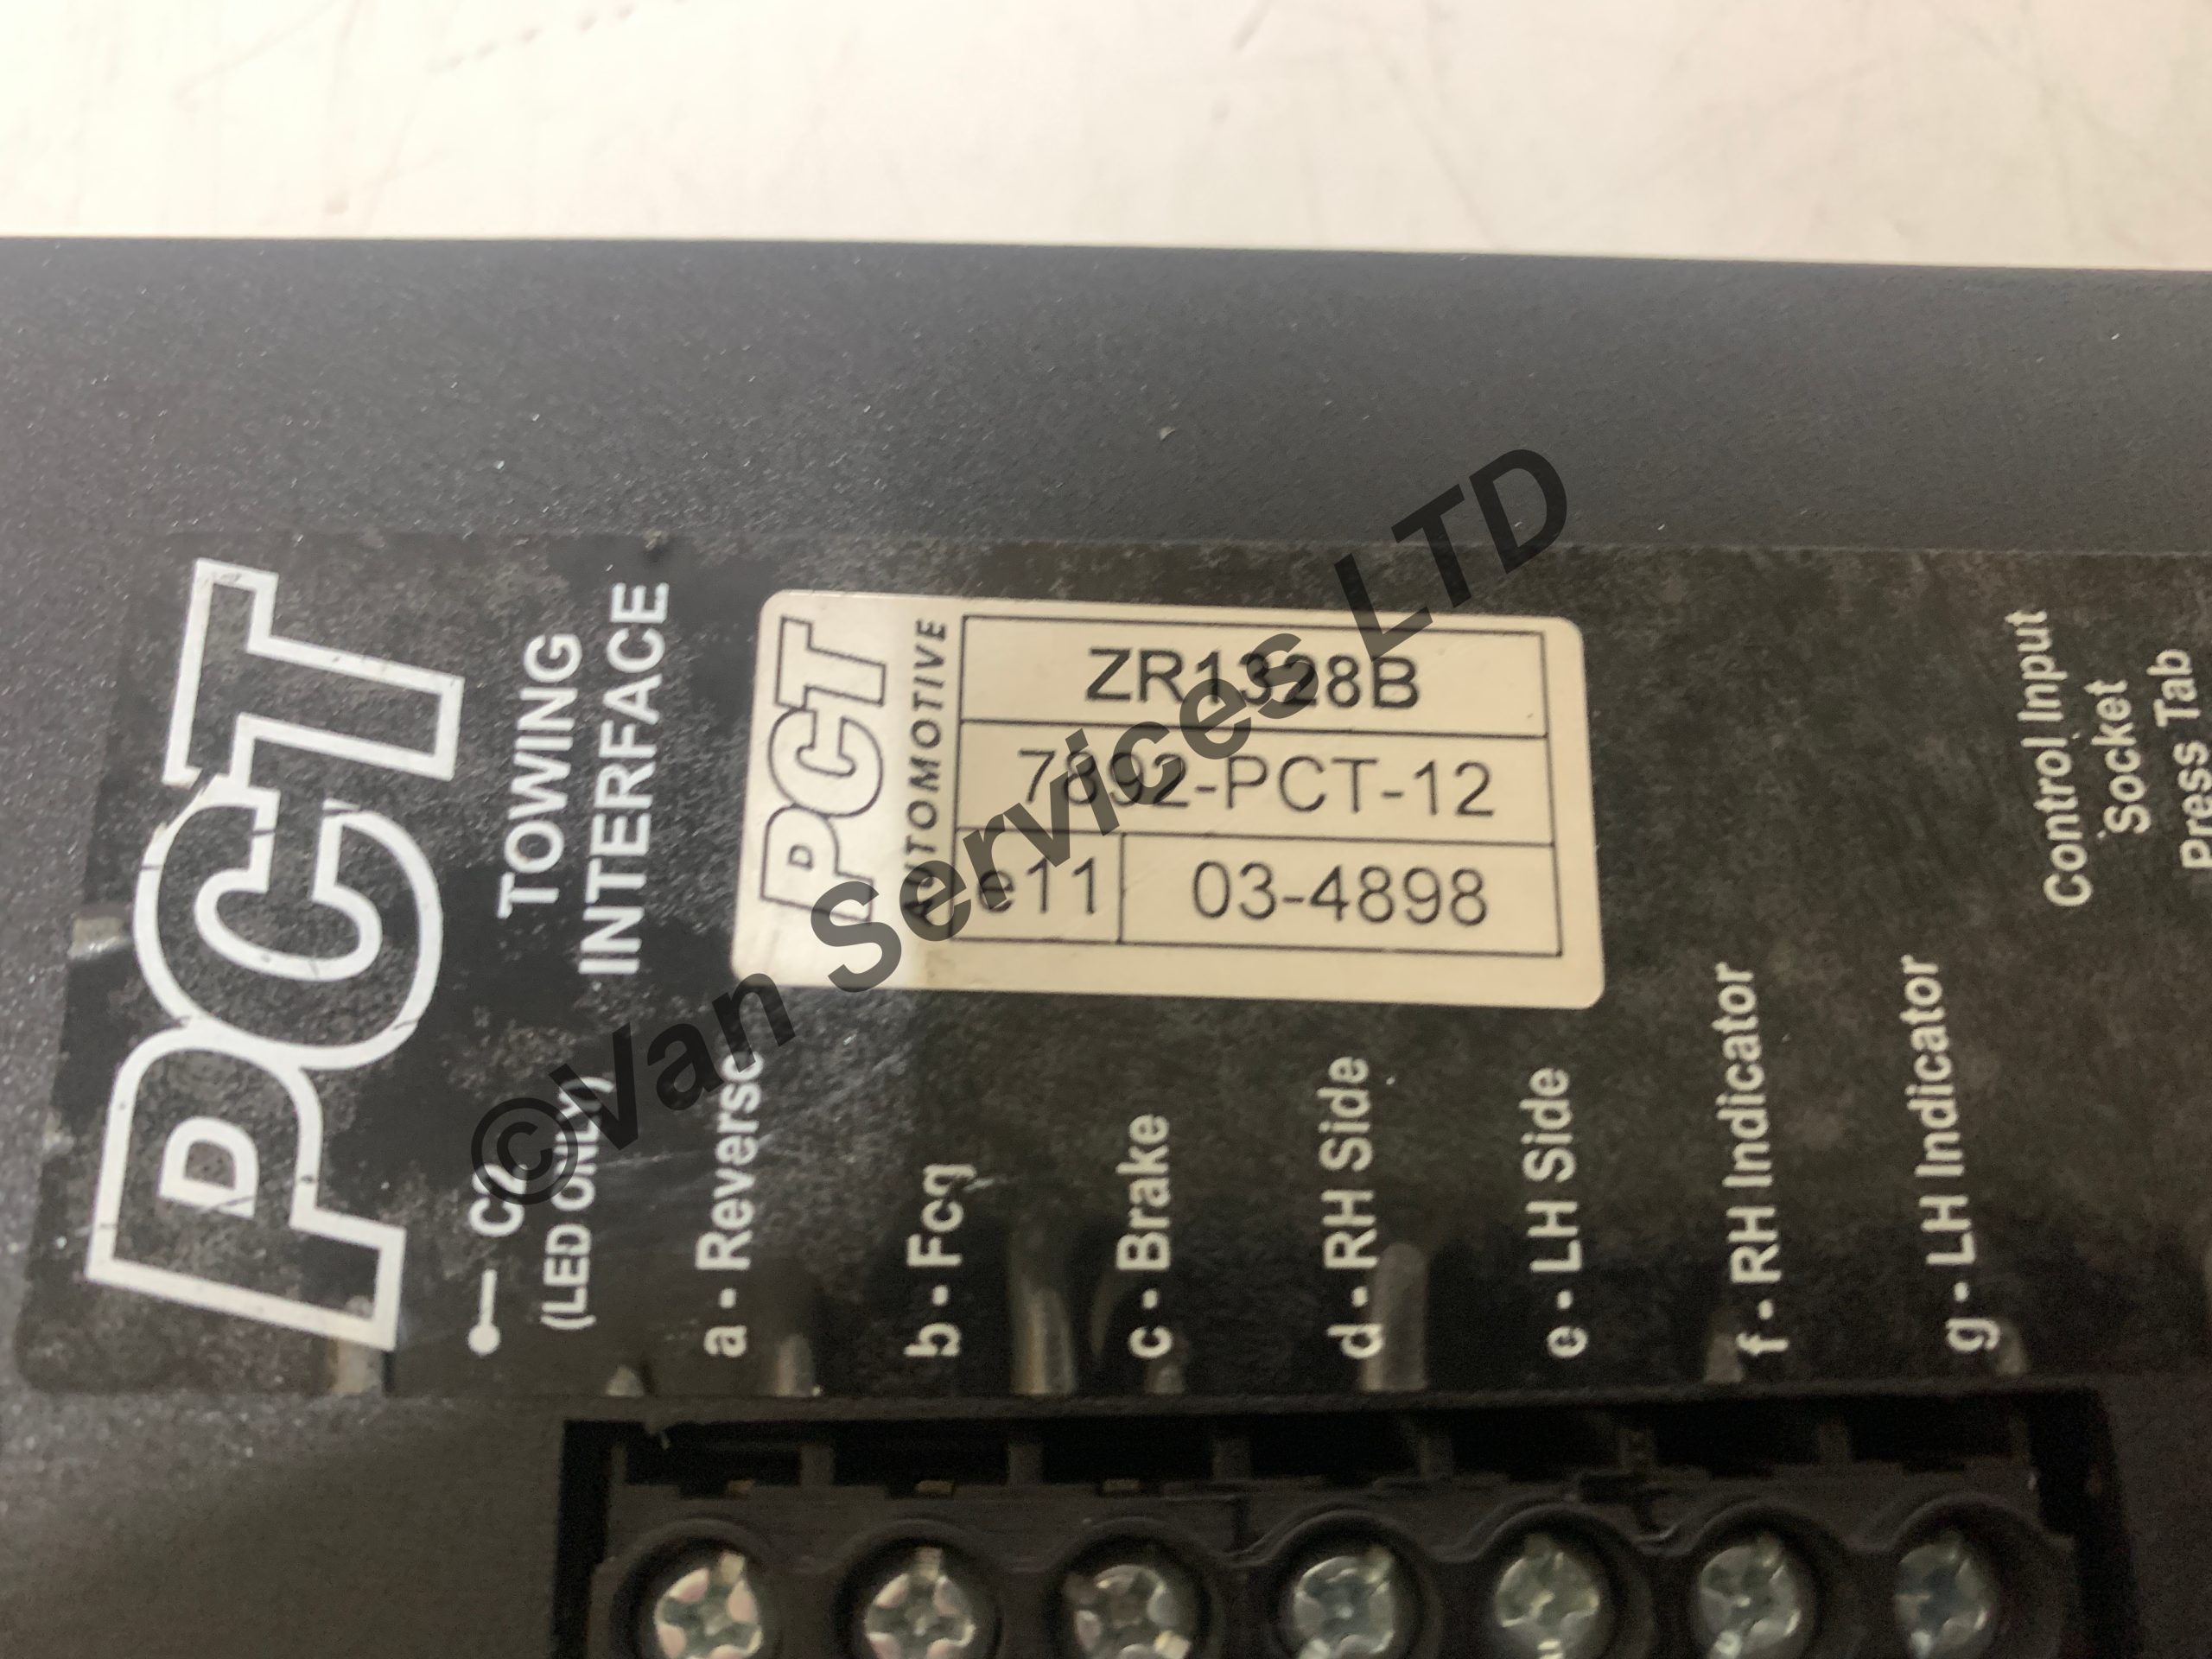 PCT
TOWING
INTERFACE
(LED ONLY)
PCT
AUTOMOTIVE
ZR1328B
7892-PCT-12
e11 03-4898
a - Reverse
b - Fog
c - Brake
d - RH Side
e - LH Side
f - RH Indicator
g - LH Indicator
Control Input
Socket
Press Tab
©Van Services LTD